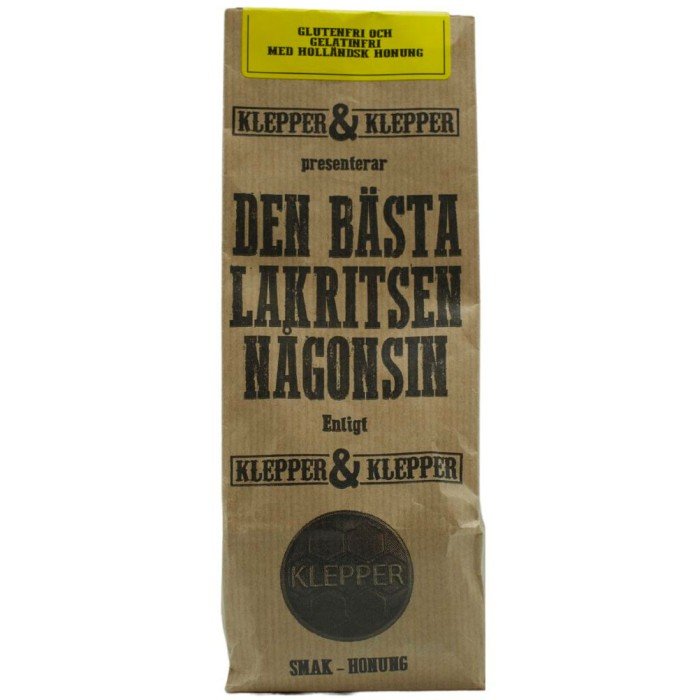 GLUTENFRI OCH
GELATINFRI
MED HOLLÄNDSK HONUNG
KLEPPER & KLEPPER
presenterar
DEN BÄSTA
LAKRITSEN
NÅGONSIN
Enligt
KLEPPER & KLEPPER
KLEPPER
SMAK - HONUNG